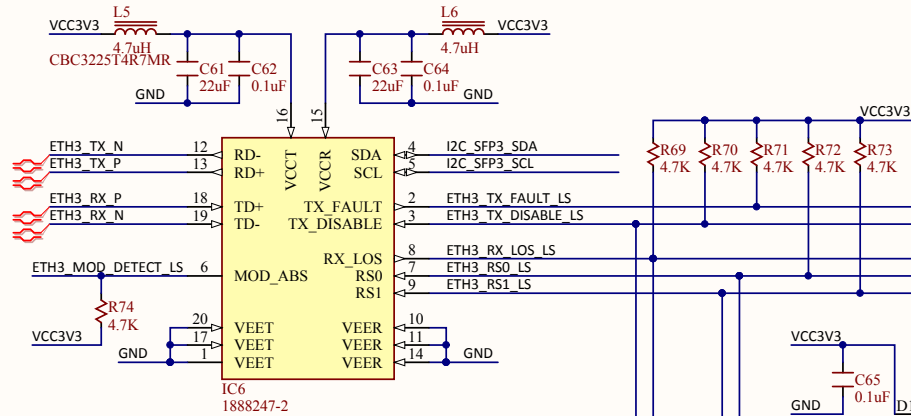 L5
L6
VCC3V3
VCC3V3
4.7uH
4.7uH
CBC3225T4R7MR
C61
22uF
C62
0.1uF
C63
22uF
C64
0.1uF
GND
GND
16
15
VCC3V3
ETH3_TX_N
12
RD-
ETH3_TX_P
13
RD+
VCCT
VCCR
SDA
4
I2C_SFP3_SDA
SCL
5
I2C_SFP3_SCL
R69
4.7K
R70
4.7K
R71
4.7K
R72
4.7K
R73
4.7K
ETH3_RX_P
18
TD+
TX_FAULT
2
ETH3_TX_FAULT_LS
ETH3_RX_N
19
TD-
TX_DISABLE
3
ETH3_TX_DISABLE_LS
RX_LOS
8
ETH3_RX_LOS_LS
ETH3_MOD_DETECT_LS
6
MOD_ABS
RS0
7
ETH3_RS0_LS
RS1
9
ETH3_RS1_LS
R74
4.7K
VCC3V3
20
VEET
VEER
10
17
VEET
VEER
11
GND
1
VEET
VEER
14
GND
VCC3V3
C65
0.1uF
GND
IC6
1888247-2